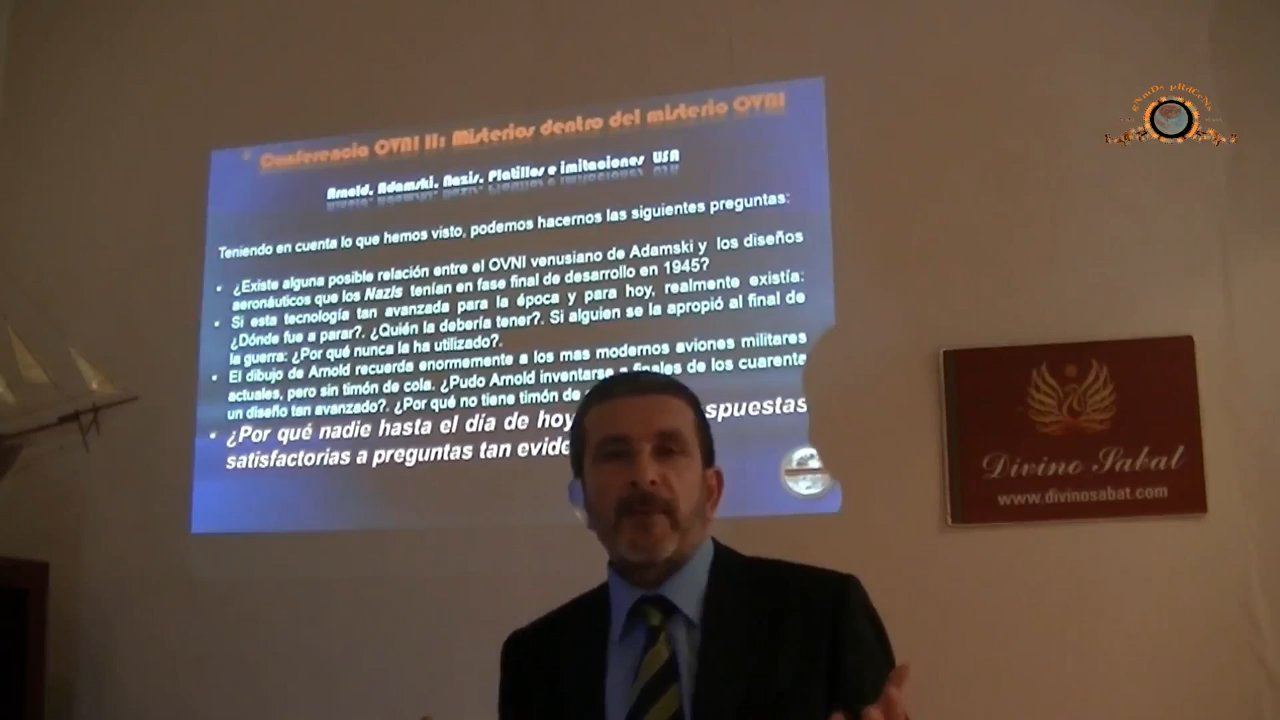 Conferencia OVNI II: Misterios dentro del misterio OVNI
Arnold, Adamski, Nazis, Platillos e imitaciones USA
Teniendo en cuenta lo que hemos visto, podemos hacernos las siguientes preguntas:
• ¿Existe alguna posible relación entre el OVNI venusiano de Adamski y los diseños
aeronáuticos que los Nazis tenían en fase final de desarrollo en 1945?
• Si esta tecnología tan avanzada para la época y para hoy, realmente existía:
¿Dónde fue a parar?. ¿Quién la debería tener?. Si alguien se la apropió al final de
la guerra: ¿Por qué nunca la ha utilizado?.
• El dibujo de Arnold recuerda enormemente a los mas modernos aviones militares
actuales, pero sin timón de cola. ¿Pudo Arnold inventarse a finales de los cuarenta
un diseño tan avanzado?. ¿Por qué no tiene timón de
• ¿Por qué nadie hasta el día de hoy spuestas
satisfactorias a preguntas tan evide
Divino Sabat
www.divinosabat.com